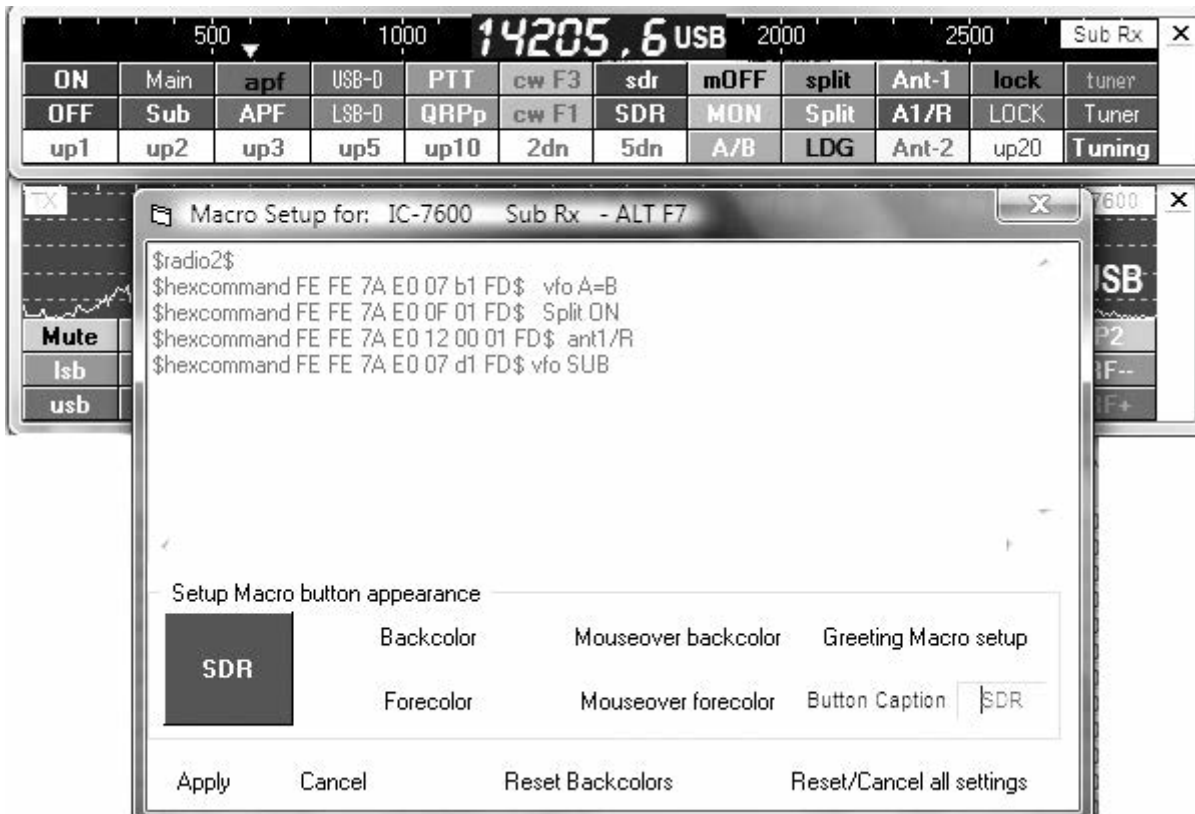 500 1000 14205,6 USB 2000 2500 Sub Rx X
ON Main apf USB-D PTT cw F3 sdr mOFF split Ant-1 lock tuner
OFF Sub APF LSB-D QRPp cw F1 SDR MON Split A1/R LOCK Tuner
up1 up2 up3 up5 up10 2dn 5dn A/B LDG Ant-2 up20 Tuning
TX 7600 X
Macro Setup for: IC-7600 Sub Rx - ALT F7
$radio2$
$hexcommand FE FE 7A E0 07 b1 FD$ vfo A=B
$hexcommand FE FE 7A E0 0F 01 FD$ Split ON
$hexcommand FE FE 7A E0 12 00 01 FD$ ant1/R
$hexcommand FE FE 7A E0 07 d1 FD$ vfo SUB
Mute P2
lsb RF--
usb RF+
Setup Macro button appearance
SDR
Backcolor Mouseover backcolor Greeting Macro setup
Forecolor Mouseover forecolor Button Caption SDR
Apply Cancel Reset Backcolors Reset/Cancel all settings